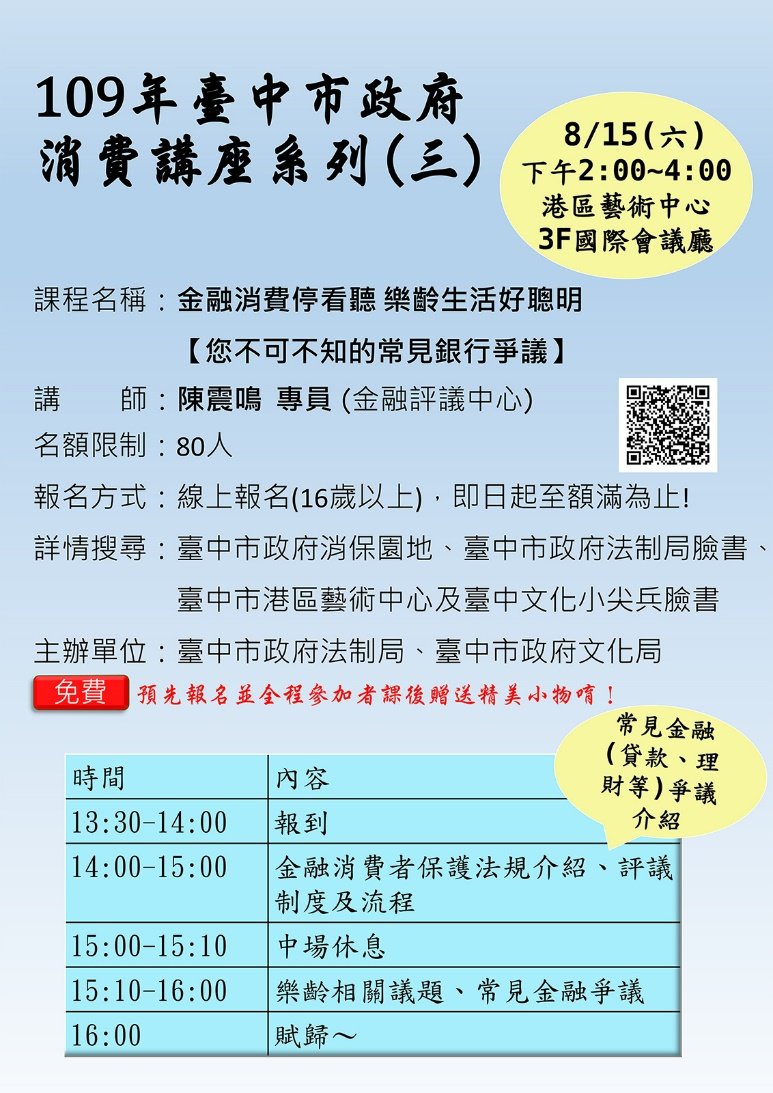 109年臺中市政府
消費講座系列(三)
8/15(六)
下午2:00~4:00
港區藝術中心
3F國際會議廳
課程名稱：金融消費停看聽 樂齡生活好聰明
【您不可不知的常見銀行爭議】
講　　師：陳震鳴 專員 (金融評議中心)
名額限制：80人
報名方式：線上報名(16歲以上)，即日起至額滿為止!
詳情搜尋：臺中市政府消保園地、臺中市政府法制局臉書、
臺中市港區藝術中心及臺中文化小尖兵臉書
主辦單位：臺中市政府法制局、臺中市政府文化局
免費 預先報名並全程參加者課後贈送精美小物唷！
常見金融
(貸款、理
財等)爭議
介紹
時間 內容
13:30-14:00 報到
14:00-15:00 金融消費者保護法規介紹、評議
制度及流程
15:00-15:10 中場休息
15:10-16:00 樂齡相關議題、常見金融爭議
16:00 賦歸～